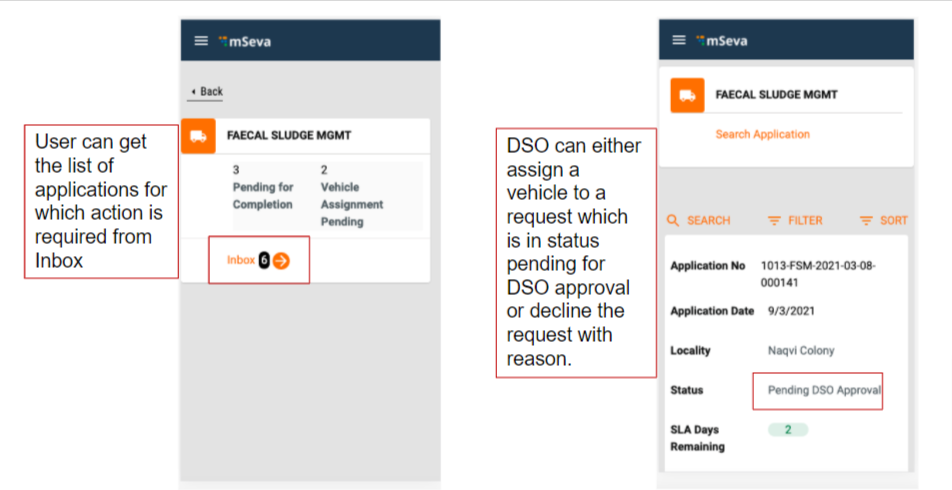 User can get
the list of
applications for
which action is
required from
Inbox
mSeva
Back
FAECAL SLUDGE MGMT
3
Pending for
Completion
2
Vehicle
Assignment
Pending
Inbox 6
DSO can either
assign a
vehicle to a
request which
is in status
pending for
DSO approval
or decline the
request with
reason.
mSeva
FAECAL SLUDGE MGMT
Search Application
SEARCH FILTER SORT
Application No 1013-FSM-2021-03-08-
000141
Application Date 9/3/2021
Locality Naqvi Colony
Status Pending DSO Approval
SLA Days 2
Remaining